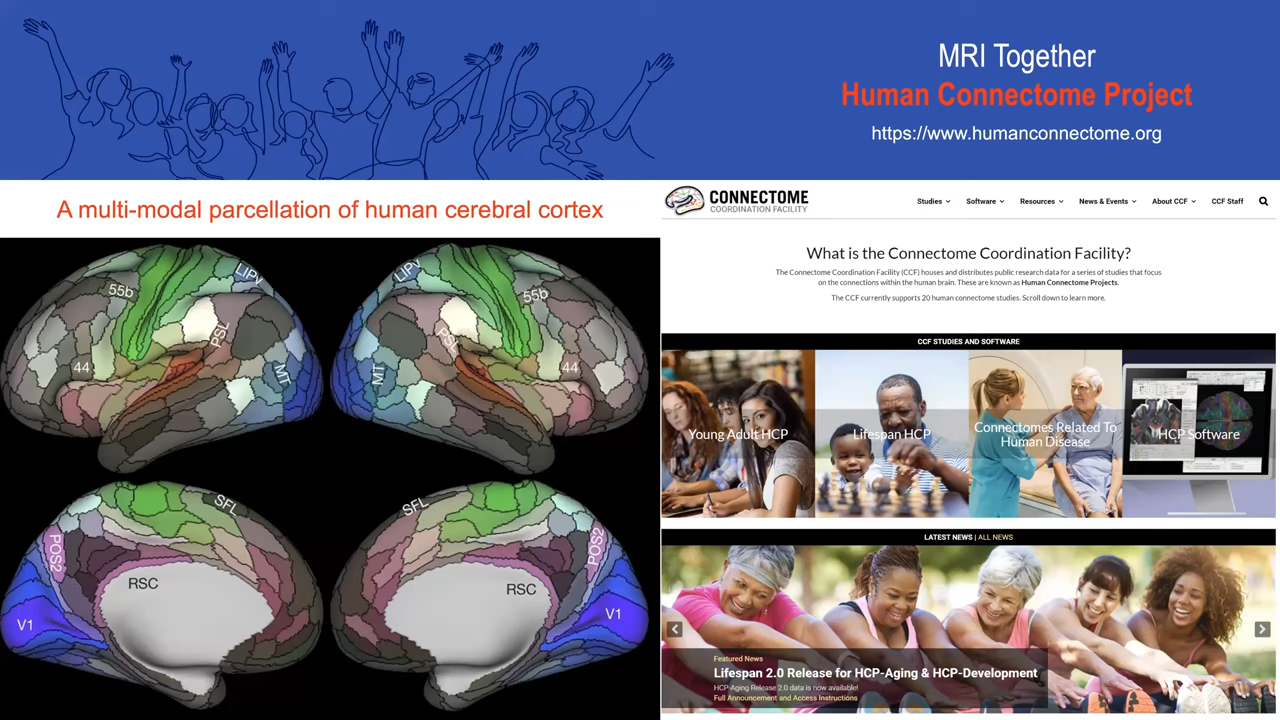 MRI Together
Human Connectome Project
https://www.humanconnectome.org
A multi-modal parcellation of human cerebral cortex
55b
LIPv
PSL
44
MT
LIPv
55b
PSL
44
MT
SFL
POS2
RSC
V1
SFL
POS2
RSC
V1
CONNECTOME
COORDINATION FACILITY
Studies Software Resources News & Events About CCF CCF Staff
What is the Connectome Coordination Facility?
The Connectome Coordination Facility (CCF) houses and distributes public research data for a series of studies that focus
on the connections within the human brain. These are known as Human Connectome Projects.
The CCF currently supports 20 human connectome studies. Scroll down to learn more.
CCF STUDIES AND SOFTWARE
Young Adult HCP
Lifespan HCP
Connectomes Related To
Human Disease
HCP Software
LATEST NEWS | ALL NEWS
Featured News
Lifespan 2.0 Release for HCP-Aging & HCP-Development
HCP-Aging Release 2.0 data is now available!
Full Announcement and Access Instructions